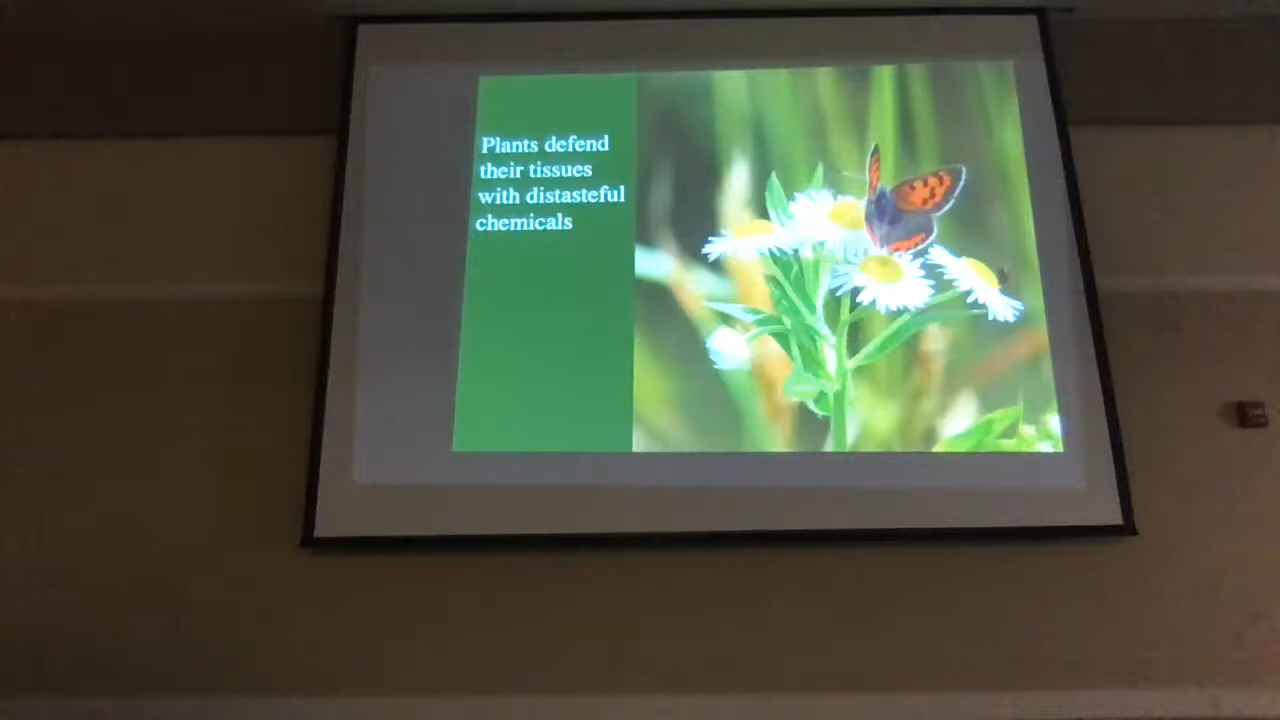 Plants defend
their tissues
with distasteful
chemicals